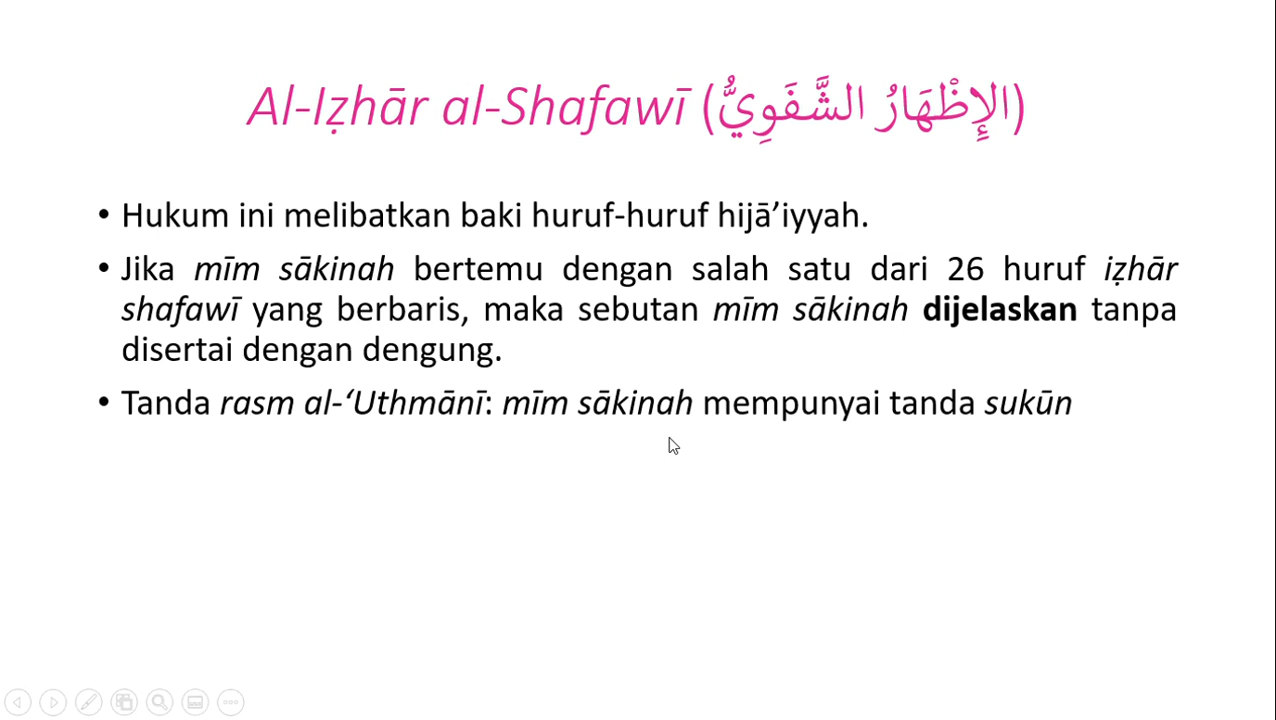 Al-Iẓhār al-Shafawī (الإِظْهَارُ الشَّفَوِيُّ)
• Hukum ini melibatkan baki huruf-huruf hijā’iyyah.
• Jika mīm sākinah bertemu dengan salah satu dari 26 huruf iẓhār
shafawī yang berbaris, maka sebutan mīm sākinah dijelaskan tanpa
disertai dengan dengung.
• Tanda rasm al-‘Uthmānī: mīm sākinah mempunyai tanda sukūn